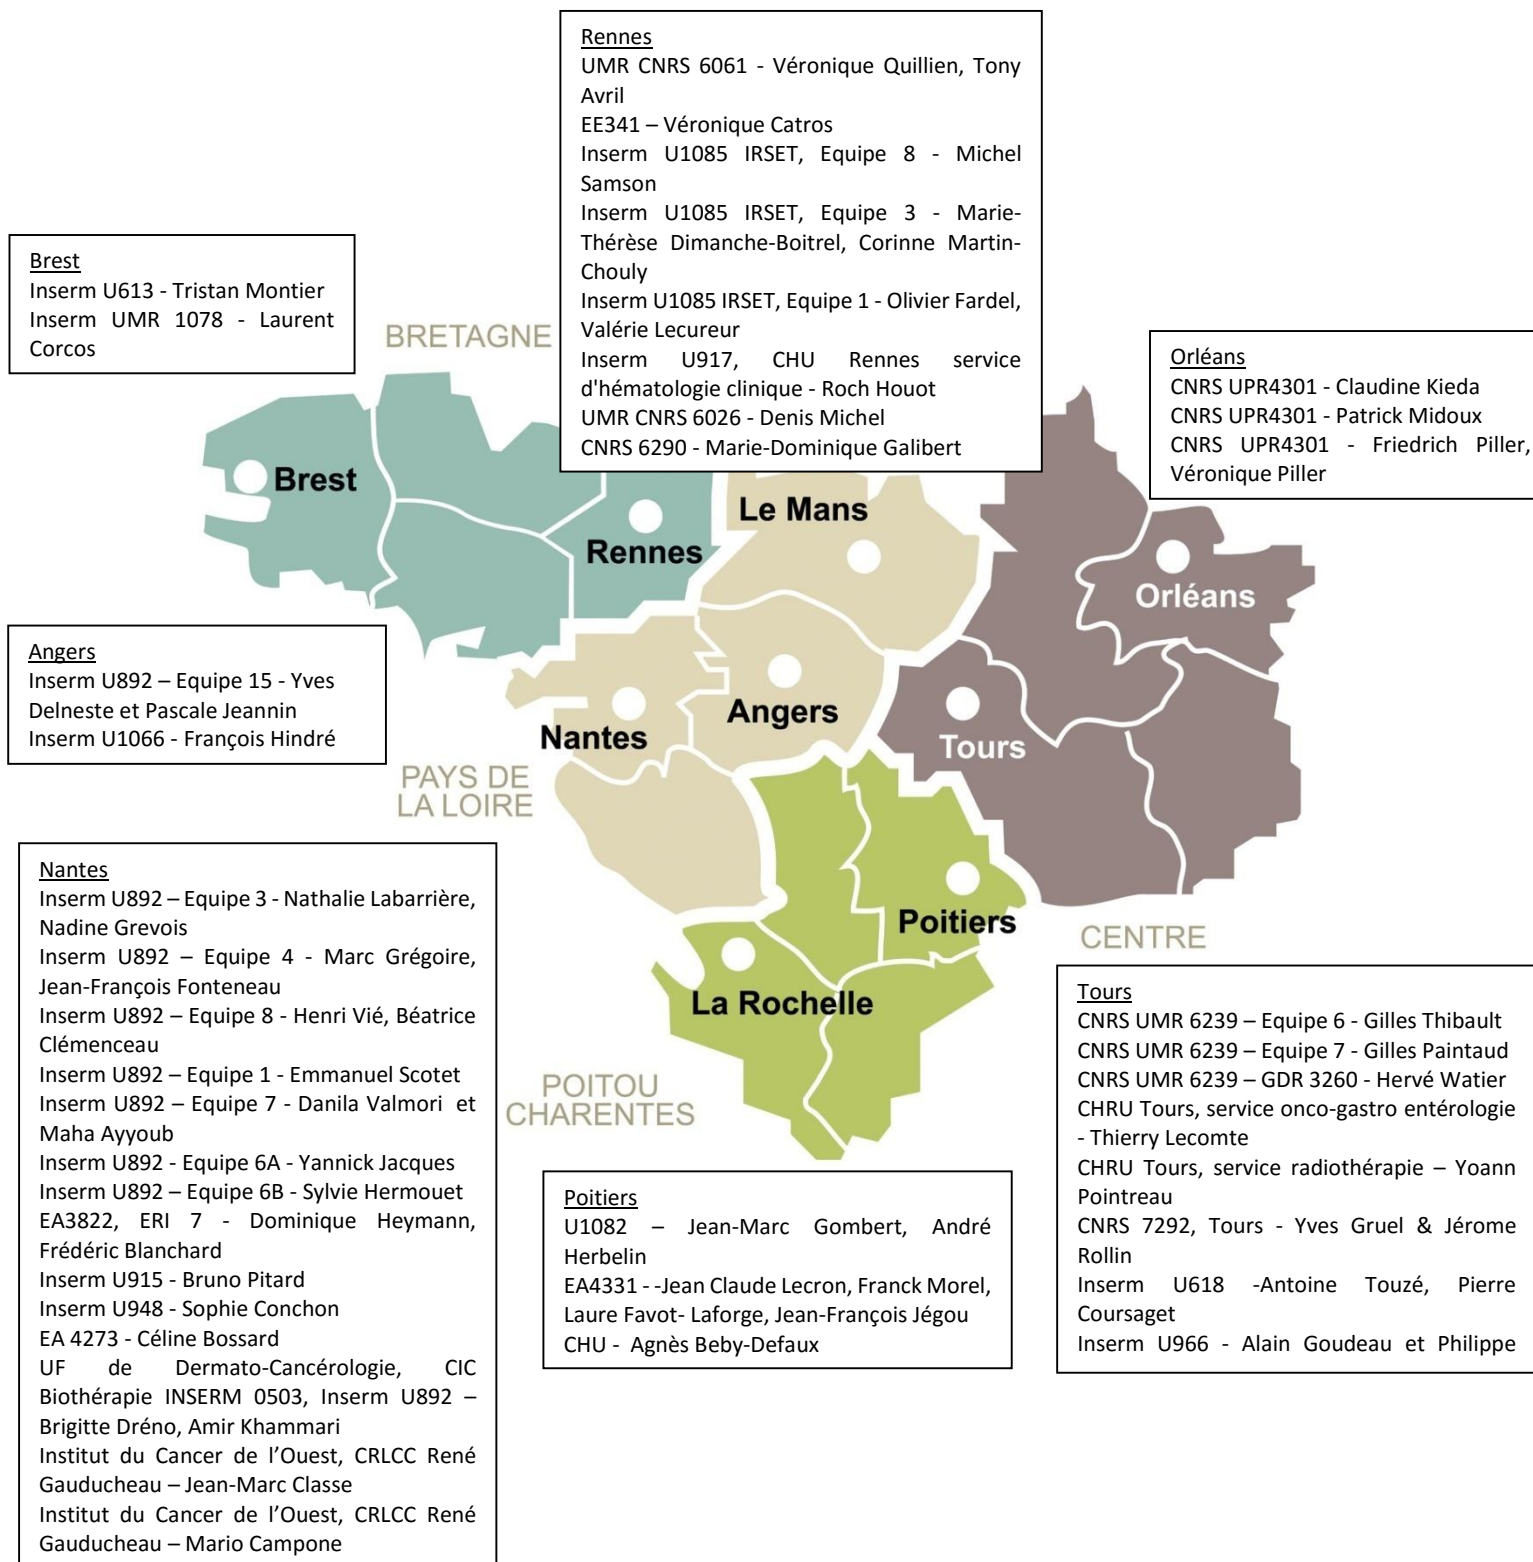 Rennes
UMR CNRS 6061 - Véronique Quillien, Tony
Avril
EE341 – Véronique Catros
Inserm U1085 IRSET, Equipe 8 - Michel
Samson
Inserm U1085 IRSET, Equipe 3 - Marie-
Thérèse Dimanche-Boitrel, Corinne Martin-
Chouly
Inserm U1085 IRSET, Equipe 1 - Olivier Fardel,
Valérie Lecureur
Inserm U917, CHU Rennes service
d'hématologie clinique - Roch Houot
UMR CNRS 6026 - Denis Michel
CNRS 6290 - Marie-Dominique Galibert
Brest
Inserm U613 - Tristan Montier
Inserm UMR 1078 - Laurent
Corcos
BRETAGNE
Orléans
CNRS UPR4301 - Claudine Kieda
CNRS UPR4301 - Patrick Midoux
CNRS UPR4301 - Friedrich Piller,
Véronique Piller
Brest
Rennes
Le Mans
Orléans
Angers
Inserm U892 – Equipe 15 - Yves
Delneste et Pascale Jeannin
Inserm U1066 - François Hindré
Nantes
Angers
Tours
PAYS DE
LA LOIRE
Poitiers
La Rochelle
CENTRE
POITOU
CHARENTES
Nantes
Inserm U892 – Equipe 3 - Nathalie Labarrière,
Nadine Grevois
Inserm U892 – Equipe 4 - Marc Grégoire,
Jean-François Fonteneau
Inserm U892 – Equipe 8 - Henri Vié, Béatrice
Clémenceau
Inserm U892 – Equipe 1 - Emmanuel Scotet
Inserm U892 – Equipe 7 - Danila Valmori et
Maha Ayyoub
Inserm U892 - Equipe 6A - Yannick Jacques
Inserm U892 – Equipe 6B - Sylvie Hermouet
EA3822, ERI 7 - Dominique Heymann,
Frédéric Blanchard
Inserm U915 - Bruno Pitard
Inserm U948 - Sophie Conchon
EA 4273 - Céline Bossard
UF de Dermato-Cancérologie, CIC
Biothérapie INSERM 0503, Inserm U892 –
Brigitte Dréno, Amir Khammari
Institut du Cancer de l’Ouest, CRLCC René
Gauducheau – Jean-Marc Classe
Institut du Cancer de l’Ouest, CRLCC René
Gauducheau – Mario Campone
Poitiers
U1082 – Jean-Marc Gombert, André
Herbelin
EA4331 - -Jean Claude Lecron, Franck Morel,
Laure Favot- Laforge, Jean-François Jégou
CHU - Agnès Beby-Defaux
Tours
CNRS UMR 6239 – Equipe 6 - Gilles Thibault
CNRS UMR 6239 – Equipe 7 - Gilles Paintaud
CNRS UMR 6239 – GDR 3260 - Hervé Watier
CHRU Tours, service onco-gastro entérologie
- Thierry Lecomte
CHRU Tours, service radiothérapie – Yoann
Pointreau
CNRS 7292, Tours - Yves Gruel & Jérome
Rollin
Inserm U618 -Antoine Touzé, Pierre
Coursaget
Inserm U966 - Alain Goudeau et Philippe